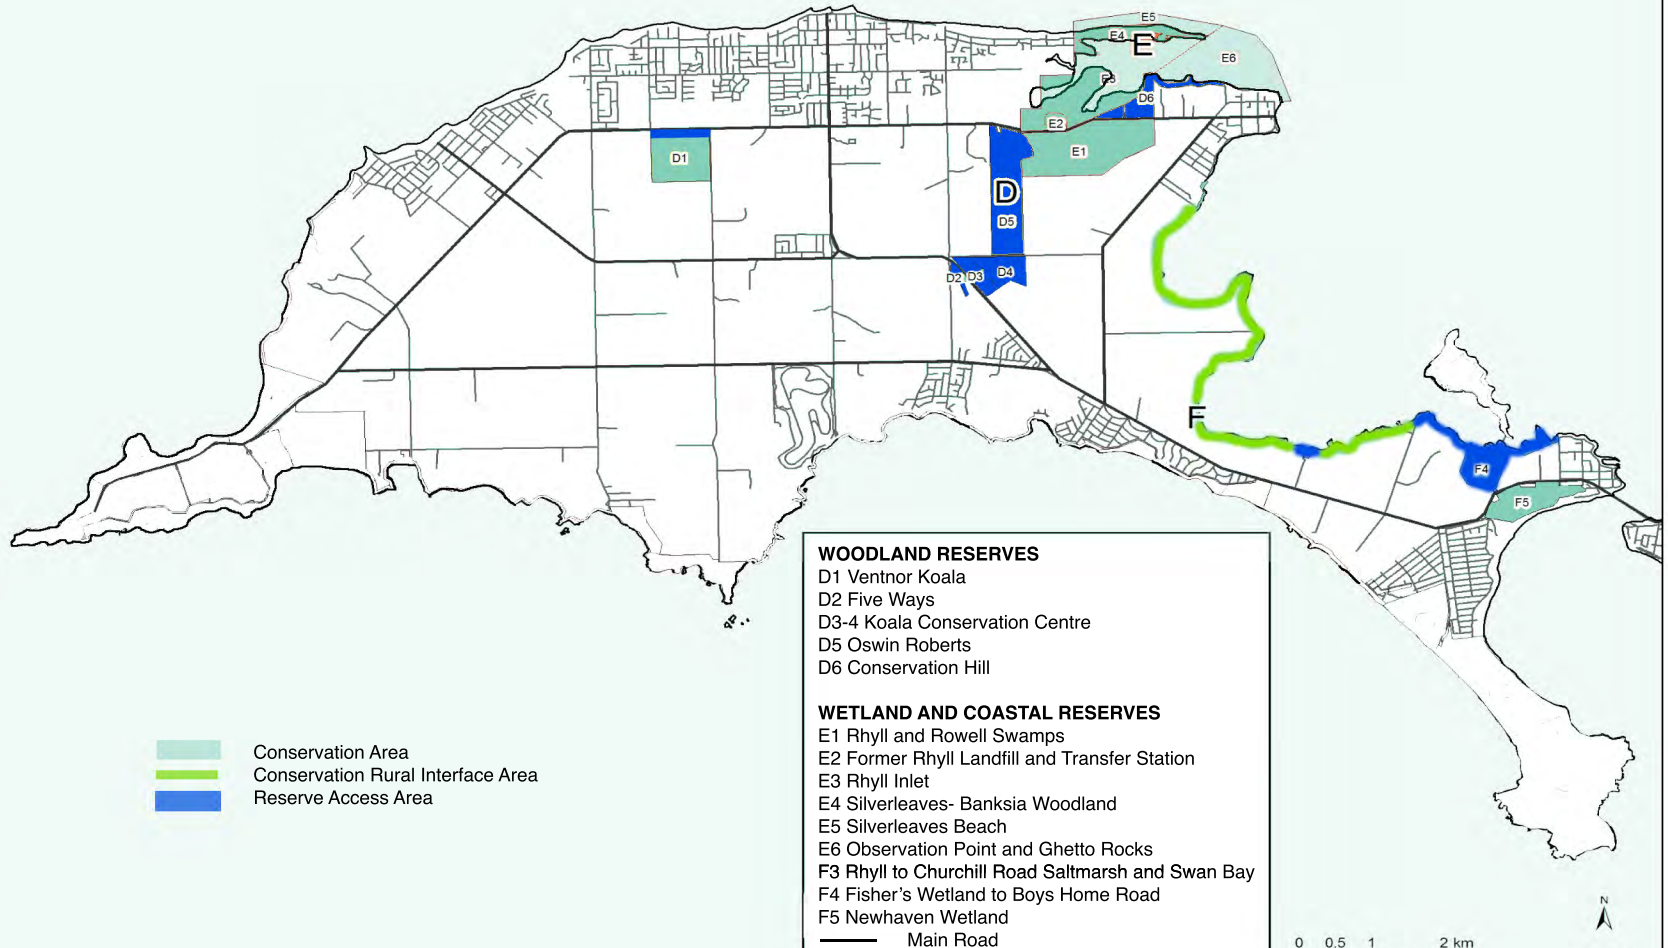 E5
E4
E
E6
E3
D6
E2
E1
D1
D
D5
D2
D3
D4
F
F4
F5
WOODLAND RESERVES
D1 Ventnor Koala
D2 Five Ways
D3-4 Koala Conservation Centre
D5 Oswin Roberts
D6 Conservation Hill
WETLAND AND COASTAL RESERVES
E1 Rhyll and Rowell Swamps
E2 Former Rhyll Landfill and Transfer Station
E3 Rhyll Inlet
E4 Silverleaves- Banksia Woodland
E5 Silverleaves Beach
E6 Observation Point and Ghetto Rocks
F3 Rhyll to Churchill Road Saltmarsh and Swan Bay
F4 Fisher's Wetland to Boys Home Road
F5 Newhaven Wetland
Main Road
Conservation Area
Conservation Rural Interface Area
Reserve Access Area
N
0 0.5 1 2 km